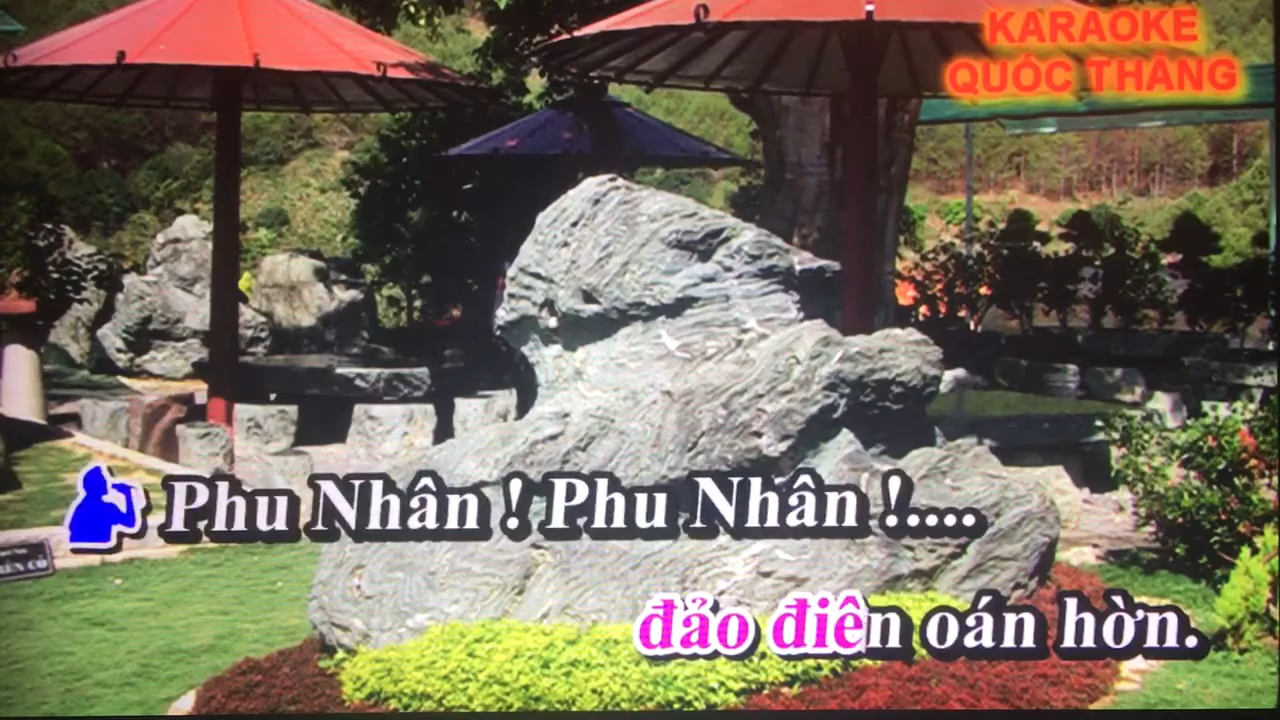 KARAOKE
QUỐC THẮNG
Phu Nhân ! Phu Nhân !....
đảo điên oán hờn.